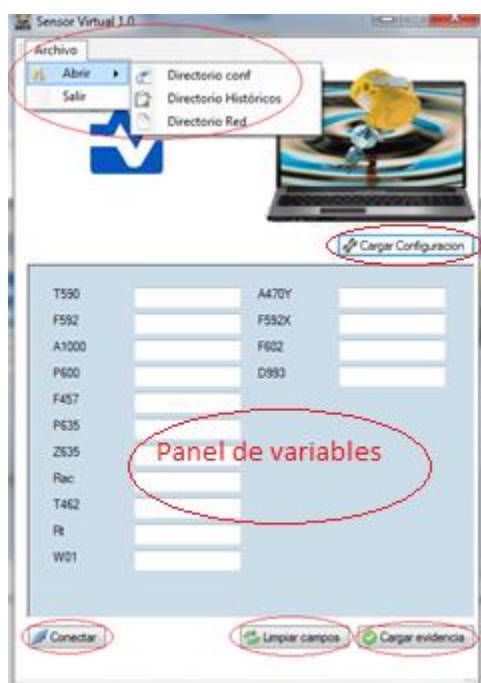 Sensor Virtual 1.0
Archivo
Abrir
Salir
Directorio conf
Directorio Históricos
Directorio Red
Cargar Configuracion
T590
A470Y
F592
F592X
A1000
F602
P600
D993
F457
P635
Z635
Rac
T462
Rt
W01
Panel de variables
Conectar
Limpiar campos
Cargar evidencia